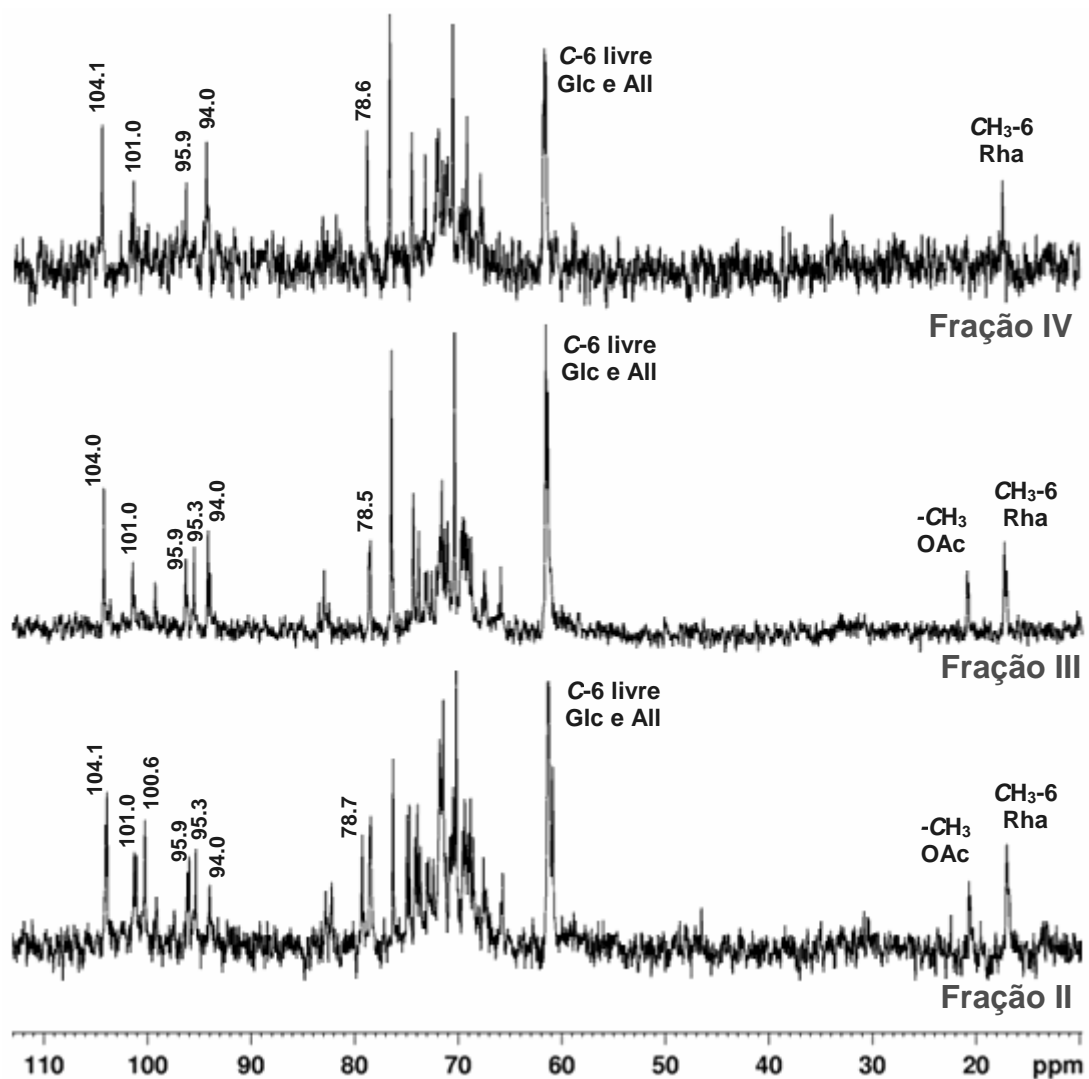 104.1
101.0
95.9
94.0
78.6
C-6 livre
Glc e All
CH₃-6
Rha
Fração IV
104.0
101.0
95.9
95.3
94.0
78.5
C-6 livre
Glc e All
-CH₃
OAc
CH₃-6
Rha
Fração III
104.1
101.0
100.6
95.9
95.3
94.0
78.7
C-6 livre
Glc e All
-CH₃
OAc
CH₃-6
Rha
Fração II
110 100 90 80 70 60 50 40 30 20 ppm